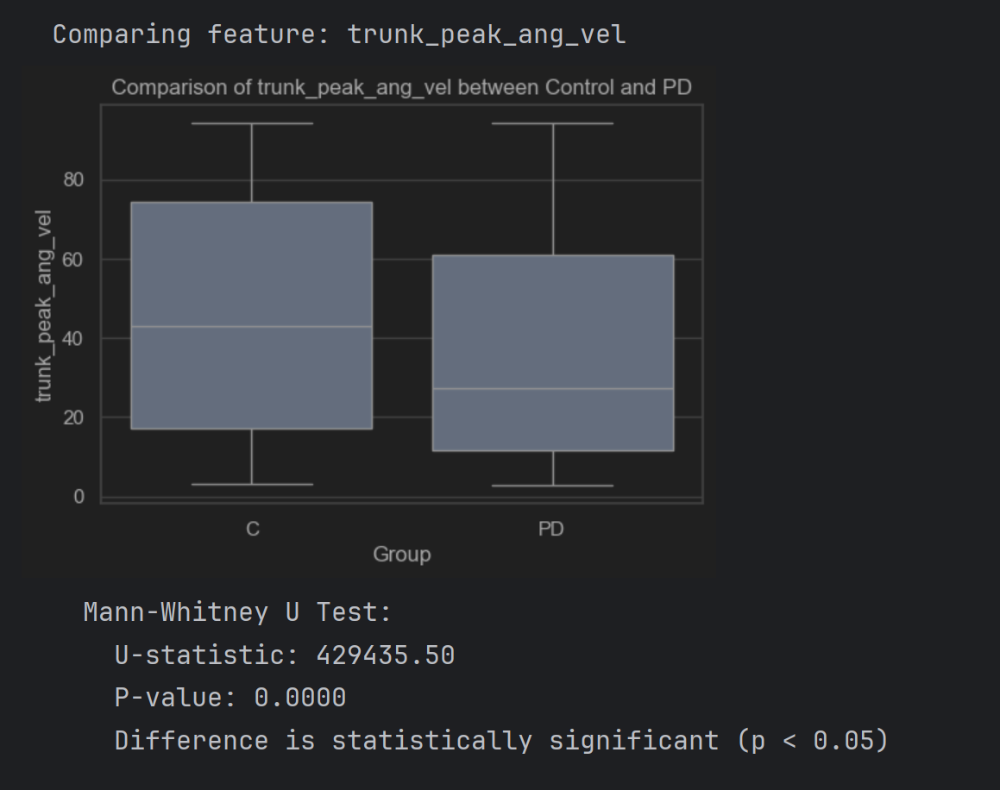 Comparing feature: trunk_peak_ang_vel
Comparison of trunk_peak_ang_vel between Control and PD
trunk_peak_ang_vel
80
60
40
20
0
C PD
Group
Mann-Whitney U Test:
U-statistic: 429435.50
P-value: 0.0000
Difference is statistically significant (p < 0.05)